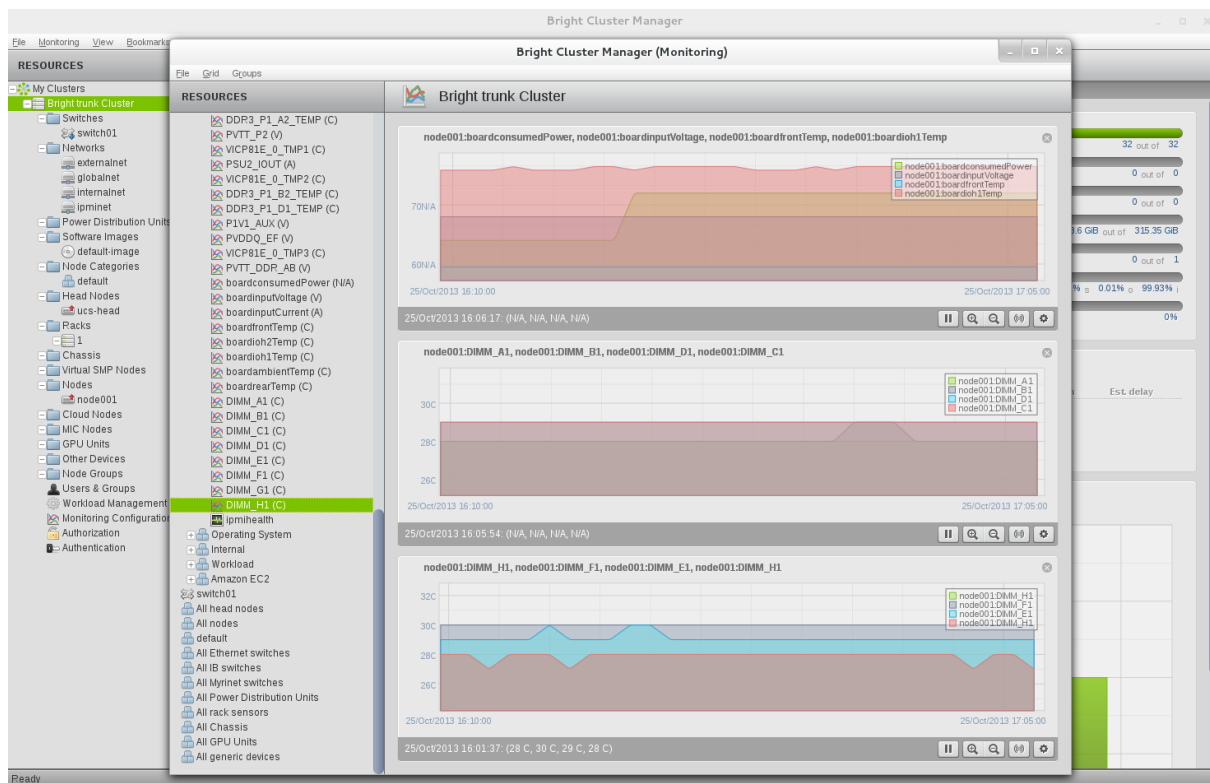 Bright Cluster Manager
File Monitoring View Bookmarks
RESOURCES
My Clusters
Bright trunk Cluster
Switches
switch01
Networks
externalnet
globalnet
internalnet
ipminet
Power Distribution Units
Software Images
default-image
Node Categories
default
Head Nodes
ucs-head
Racks
1
Chassis
Virtual SMP Nodes
Nodes
node001
Cloud Nodes
MIC Nodes
GPU Units
Other Devices
Node Groups
Users & Groups
Workload Management
Monitoring Configuration
Authorization
Authentication
Ready
Bright Cluster Manager (Monitoring)
File Grid Groups
RESOURCES
DDR3_P1_A2_TEMP (C)
PVTT_P2 (V)
VICP81E_0_TMP1 (C)
PSU2_IOUT (A)
VICP81E_0_TMP2 (C)
DDR3_P1_B2_TEMP (C)
DDR3_P1_D1_TEMP (C)
P1V1_AUX (V)
PVDDQ_EF (V)
VICP81E_0_TMP3 (C)
PVTT_DDR_AB (V)
boardconsumedPower (N/A)
boardinputVoltage (V)
boardinputCurrent (A)
boardfrontTemp (C)
boardioh2Temp (C)
boardioh1Temp (C)
boardambientTemp (C)
boardrearTemp (C)
DIMM_A1 (C)
DIMM_B1 (C)
DIMM_C1 (C)
DIMM_D1 (C)
DIMM_E1 (C)
DIMM_F1 (C)
DIMM_G1 (C)
DIMM_H1 (C)
ipmihealth
Operating System
Internal
Workload
Amazon EC2
switch01
All head nodes
All nodes
default
All Ethernet switches
All IB switches
All Myrinet switches
All Power Distribution Units
All rack sensors
All Chassis
All GPU Units
All generic devices
Bright trunk Cluster
node001:boardconsumedPower, node001:boardinputVoltage, node001:boardfrontTemp, node001:boardioh1Temp
node001:boardconsumedPower
node001:boardinputVoltage
node001:boardfrontTemp
node001:boardioh1Temp
70N/A
60N/A
25/Oct/2013 16:10:00 25/Oct/2013 17:05:00
25/Oct/2013 16:06:17: (N/A, N/A, N/A, N/A)
node001:DIMM_A1, node001:DIMM_B1, node001:DIMM_D1, node001:DIMM_C1
node001:DIMM_A1
node001:DIMM_B1
node001:DIMM_D1
node001:DIMM_C1
30C
28C
26C
25/Oct/2013 16:10:00 25/Oct/2013 17:05:00
25/Oct/2013 16:05:54: (N/A, N/A, N/A, N/A)
node001:DIMM_H1, node001:DIMM_F1, node001:DIMM_E1, node001:DIMM_H1
node001:DIMM_H1
node001:DIMM_F1
node001:DIMM_E1
node001:DIMM_H1
32C
30C
28C
26C
25/Oct/2013 16:10:00 25/Oct/2013 17:05:00
25/Oct/2013 16:01:37: (28 C, 30 C, 29 C, 28 C)
32 out of 32
0 out of 0
0 out of 0
.6 GiB out of 315.35 GiB
0 out of 1
% s 0.01% o 99.93% i
0%
Est. delay